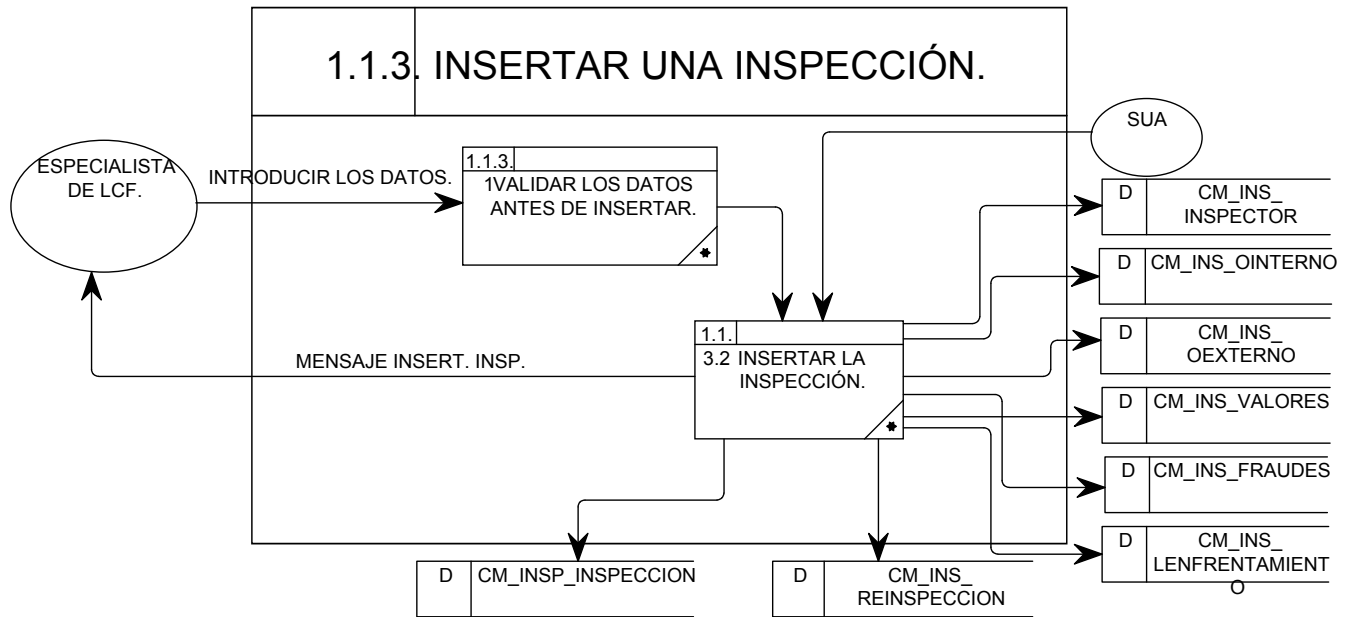 1.1.3. INSERTAR UNA INSPECCIÓN.
SUA
ESPECIALISTA
DE LCF.
INTRODUCIR LOS DATOS.
1.1.3.
1VALIDAR LOS DATOS
ANTES DE INSERTAR.
D
CM_INS_
INSPECTOR
D
CM_INS_OINTERNO
1.1.
3.2 INSERTAR LA
INSPECCIÓN.
D
CM_INS_
OEXTERNO
MENSAJE INSERT. INSP.
D
CM_INS_VALORES
D
CM_INS_FRAUDES
D
CM_INS_
LENFRENTAMIENT
O
D
CM_INSP_INSPECCION
D
CM_INS_
REINSPECCION